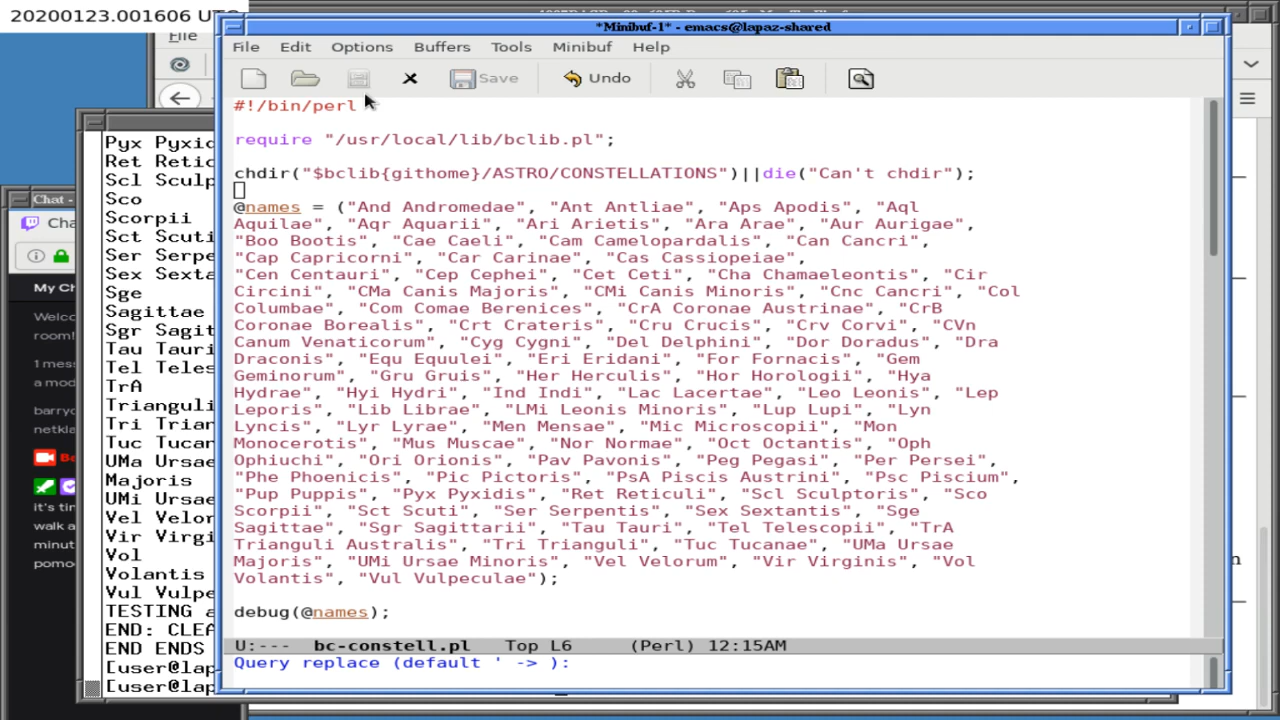 20200123.001606 UTC
*Minibuf-1* - emacs@lapaz-shared
File Edit Options Buffers Tools Minibuf Help
Save Undo
#!/bin/perl
require "/usr/local/lib/bclib.pl";
chdir("$bclib{githome}/ASTRO/CONSTELLATIONS")||die("Can't chdir");
@names = ("And Andromedae", "Ant Antliae", "Aps Apodis", "Aql
Aquilae", "Aqr Aquarii", "Ari Arietis", "Ara Arae", "Aur Aurigae",
"Boo Bootis", "Cae Caeli", "Cam Camelopardalis", "Can Cancri",
"Cap Capricorni", "Car Carinae", "Cas Cassiopeiae",
"Cen Centauri", "Cep Cephei", "Cet Ceti", "Cha Chamaeleontis", "Cir
Circini", "CMa Canis Majoris", "CMi Canis Minoris", "Cnc Cancri", "Col
Columbae", "Com Comae Berenices", "CrA Coronae Austrinae", "CrB
Coronae Borealis", "Crt Crateris", "Cru Crucis", "Crv Corvi", "CVn
Canum Venaticorum", "Cyg Cygni", "Del Delphini", "Dor Doradus", "Dra
Draconis", "Equ Equulei", "Eri Eridani", "For Fornacis", "Gem
Geminorum", "Gru Gruis", "Her Herculis", "Hor Horologii", "Hya
Hydrae", "Hyi Hydri", "Ind Indi", "Lac Lacertae", "Leo Leonis", "Lep
Leporis", "Lib Librae", "LMi Leonis Minoris", "Lup Lupi", "Lyn
Lyncis", "Lyr Lyrae", "Men Mensae", "Mic Microscopii", "Mon
Monocerotis", "Mus Muscae", "Nor Normae", "Oct Octantis", "Oph
Ophiuchi", "Ori Orionis", "Pav Pavonis", "Peg Pegasi", "Per Persei",
"Phe Phoenicis", "Pic Pictoris", "PsA Piscis Austrini", "Psc Piscium",
"Pup Puppis", "Pyx Pyxidis", "Ret Reticuli", "Scl Sculptoris", "Sco
Scorpii", "Sct Scuti", "Ser Serpentis", "Sex Sextantis", "Sge
Sagittae", "Sgr Sagittarii", "Tau Tauri", "Tel Telescopii", "TrA
Trianguli Australis", "Tri Trianguli", "Tuc Tucanae", "UMa Ursae
Majoris", "UMi Ursae Minoris", "Vel Velorum", "Vir Virginis", "Vol
Volantis", "Vul Vulpeculae");
debug(@names);
U:--- bc-constell.pl Top L6 (Perl) 12:15AM
Query replace (default ' -> ):
File
Pyx Pyxid
Ret Retic
Scl Sculp
Sco
Scorpii
Sct Scuti
Ser Serpe
Sex Sexta
Sge
Sagittae
Sgr Sagit
Tau Tauri
Tel Teles
TrA
Trianguli
Tri Trian
Tuc Tucan
UMa Ursae
Majoris
UMi Ursae
Vel Velor
Vir Virgi
Vol
Volantis
Vul Vulpe
TESTING
END: CLEA
END ENDS
[user@lap
[user@lap
Chat -
Cha
My Ch
Welco
room!
1 mess
a mod
barryc
netkla
it's tim
walk a
minut
pomo